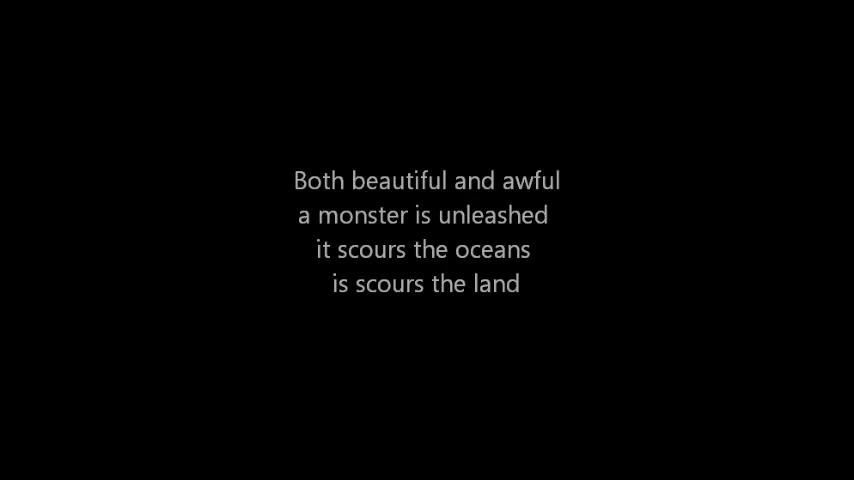 Both beautiful and awful
a monster is unleashed
it scours the oceans
is scours the land